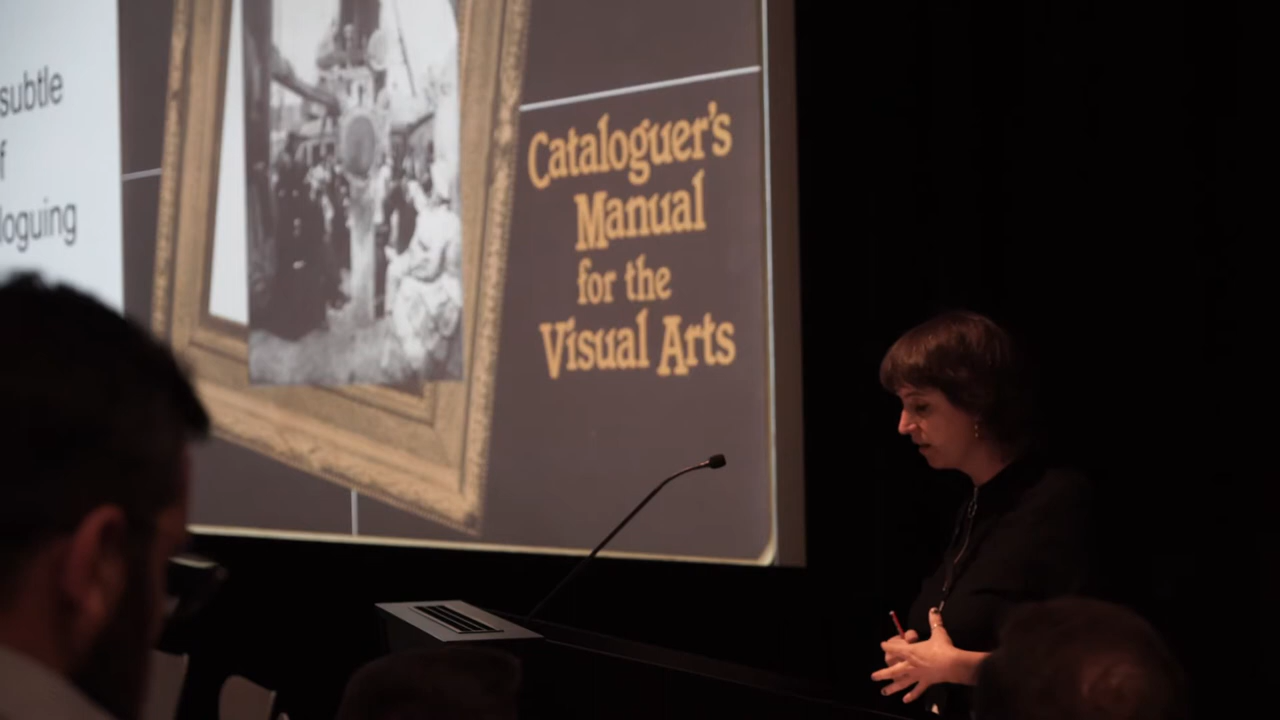 subtle
f
loguing
Cataloguer's
Manual
for the
Visual Arts